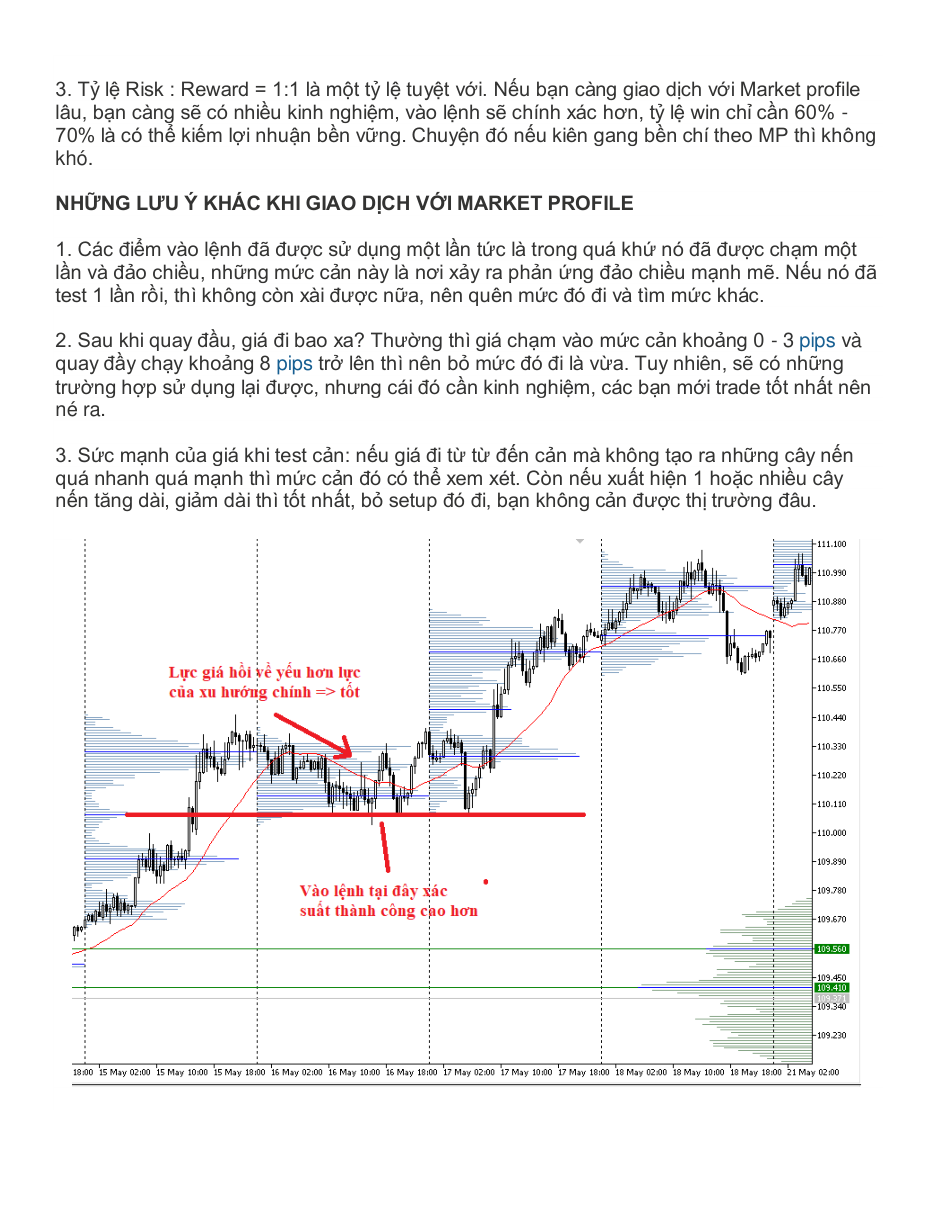 3. Tỷ lệ Risk : Reward = 1:1 là một tỷ lệ tuyệt vời. Nếu bạn càng giao dịch với Market profile
lâu, bạn càng sẽ có nhiều kinh nghiệm, vào lệnh sẽ chính xác hơn, tỷ lệ win chỉ cần 60% -
70% là có thể kiếm lợi nhuận bền vững. Chuyện đó nếu kiên gang bền chí theo MP thì không
khó.
NHỮNG LƯU Ý KHÁC KHI GIAO DỊCH VỚI MARKET PROFILE
1. Các điểm vào lệnh đã được sử dụng một lần tức là trong quá khứ nó đã được chạm một
lần và đảo chiều, những mức cản này là nơi xảy ra phản ứng đảo chiều mạnh mẽ. Nếu nó đã
test 1 lần rồi, thì không còn xài được nữa, nên quên mức đó đi và tìm mức khác.
2. Sau khi quay đầu, giá đi bao xa? Thường thì giá chạm vào mức cản khoảng 0 - 3 pips và
quay đầy chạy khoảng 8 pips trở lên thì nên bỏ mức đó đi là vừa. Tuy nhiên, sẽ có những
trường hợp sử dụng lại được, nhưng cái đó cần kinh nghiệm, các bạn mới trade tốt nhất nên
né ra.
3. Sức mạnh của giá khi test cản: nếu giá đi từ từ đến cản mà không tạo ra những cây nến
quá nhanh quá mạnh thì mức cản đó có thể xem xét. Còn nếu xuất hiện 1 hoặc nhiều cây
nến tăng dài, giảm dài thì tốt nhất, bỏ setup đó đi, bạn không cản được thị trường đâu.
111.100
110.990
110.880
110.770
110.660
Lực giá hồi về yếu hơn lực
của xu hướng chính => tốt
110.550
110.440
110.330
110.220
110.110
110.000
109.890
Vào lệnh tại đây xác
suất thành công cao hơn
109.780
109.670
109.560
109.450
109.410
109.371
109.340
109.230
18:00 15 May 02:00 15 May 10:00 15 May 18:00 16 May 02:00 16 May 10:00 16 May 18:00 17 May 02:00 17 May 10:00 17 May 18:00 18 May 02:00 18 May 10:00 18 May 18:00 21 May 02:00